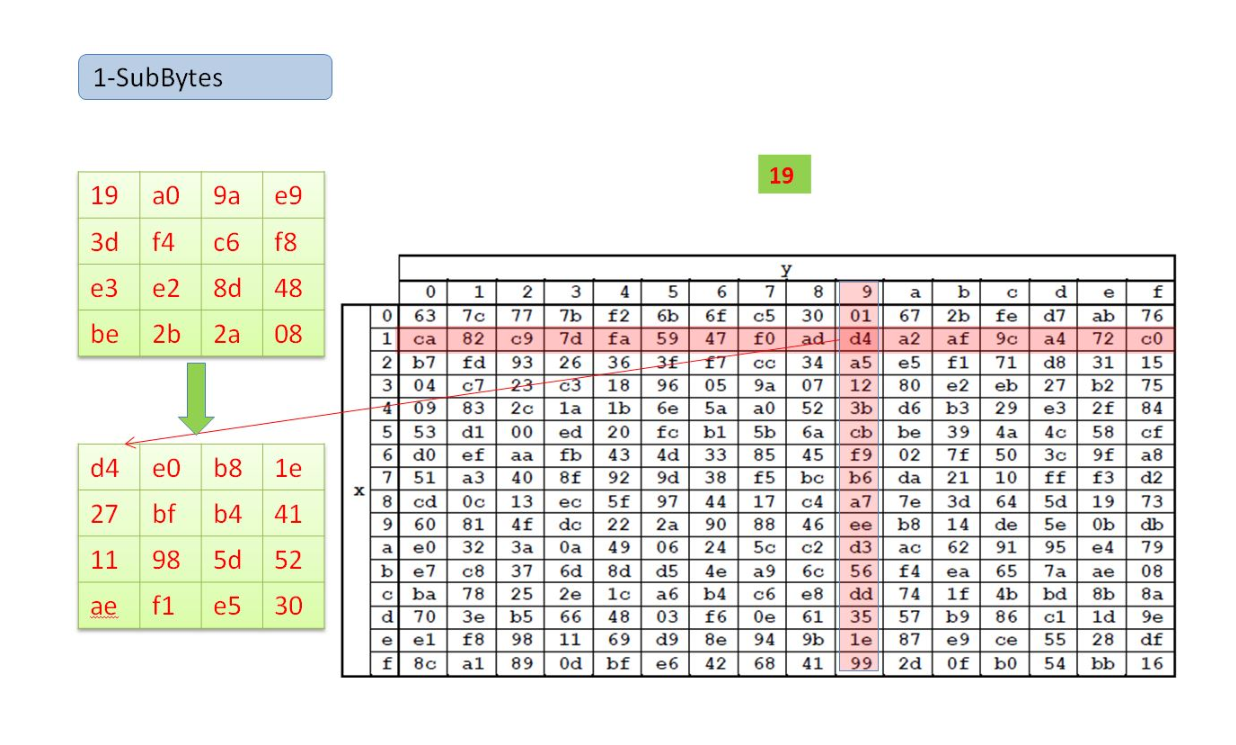 1-SubBytes
19
19 a0 9a e9
3d f4 c6 f8
e3 e2 8d 48
be 2b 2a 08
d4 e0 b8 1e
27 bf b4 41
11 98 5d 52
ae f1 e5 30
y
0 1 2 3 4 5 6 7 8 9 a b c d e f
x
0 63 7c 77 7b f2 6b 6f c5 30 01 67 2b fe d7 ab 76
1 ca 82 c9 7d fa 59 47 f0 ad d4 a2 af 9c a4 72 c0
2 b7 fd 93 26 36 3f f7 cc 34 a5 e5 f1 71 d8 31 15
3 04 c7 23 c3 18 96 05 9a 07 12 80 e2 eb 27 b2 75
4 09 83 2c 1a 1b 6e 5a a0 52 3b d6 b3 29 e3 2f 84
5 53 d1 00 ed 20 fc b1 5b 6a cb be 39 4a 4c 58 cf
6 d0 ef aa fb 43 4d 33 85 45 f9 02 7f 50 3c 9f a8
7 51 a3 40 8f 92 9d 38 f5 bc b6 da 21 10 ff f3 d2
8 cd 0c 13 ec 5f 97 44 17 c4 a7 7e 3d 64 5d 19 73
9 60 81 4f dc 22 2a 90 88 46 ee b8 14 de 5e 0b db
a e0 32 3a 0a 49 06 24 5c c2 d3 ac 62 91 95 e4 79
b e7 c8 37 6d 8d d5 4e a9 6c 56 f4 ea 65 7a ae 08
c ba 78 25 2e 1c a6 b4 c6 e8 dd 74 1f 4b bd 8b 8a
d 70 3e b5 66 48 03 f6 0e 61 35 57 b9 86 c1 1d 9e
e e1 f8 98 11 69 d9 8e 94 9b 1e 87 e9 ce 55 28 df
f 8c a1 89 0d bf e6 42 68 41 99 2d 0f b0 54 bb 16